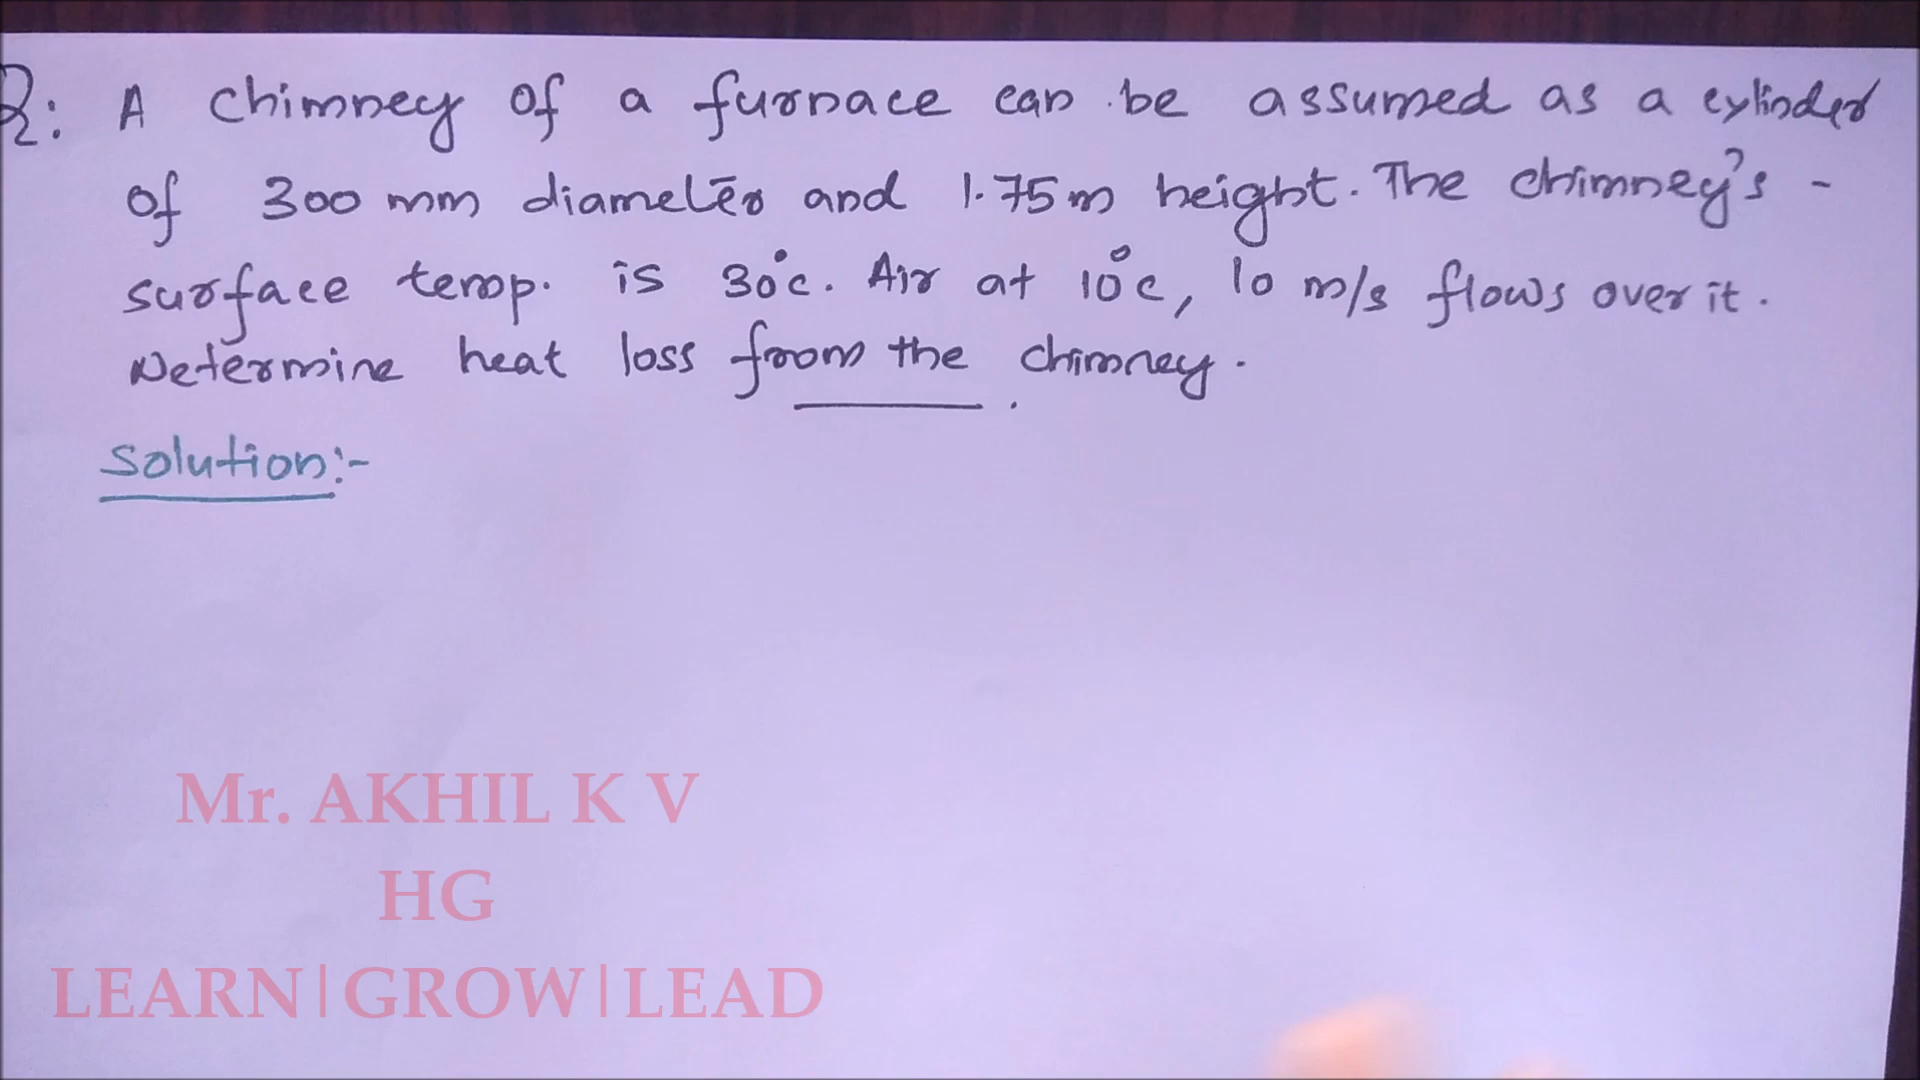 Q: A chimney of a furnace can be assumed as a cylinder
of 300 mm diameter and 1.75m height. The chimney's -
surface temp. is 30°c. Air at 10°c, 10 m/s flows over it.
Determine heat loss from the chimney.
Solution:-
Mr. AKHIL K V
HG
LEARN|GROW|LEAD